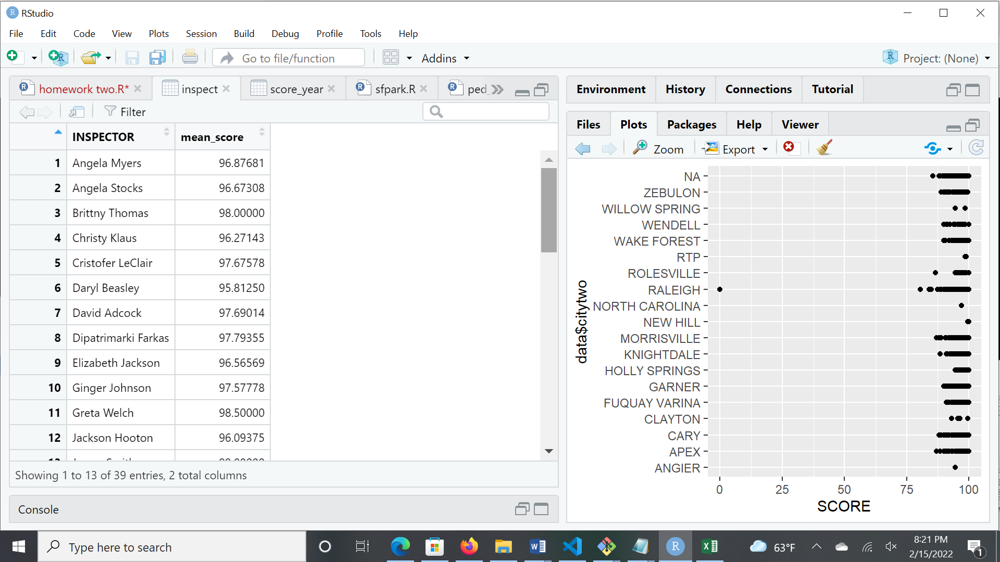 RStudio
File Edit Code View Plots Session Build Debug Profile Tools Help
Go to file/function Addins Project: (None)
homework two.R* inspect score_year sfpark.R ped_
Filter
INSPECTOR mean_score
1 Angela Myers 96.87681
2 Angela Stocks 96.67308
3 Brittny Thomas 98.00000
4 Christy Klaus 96.27143
5 Cristofer LeClair 97.67578
6 Daryl Beasley 95.81250
7 David Adcock 97.69014
8 Dipatrimarki Farkas 97.79355
9 Elizabeth Jackson 96.56569
10 Ginger Johnson 97.57778
11 Greta Welch 98.50000
12 Jackson Hooton 96.09375
Showing 1 to 13 of 39 entries, 2 total columns
Console
Environment History Connections Tutorial
Files Plots Packages Help Viewer
Zoom Export
data$citytwo
NA
ZEBULON
WILLOW SPRING
WENDELL
WAKE FOREST
RTP
ROLESVILLE
RALEIGH
NORTH CAROLINA
NEW HILL
MORRISVILLE
KNIGHTDALE
HOLLY SPRINGS
GARNER
FUQUAY VARINA
CLAYTON
CARY
APEX
ANGIER
0 25 50 75 100
SCORE
Type here to search
63°F
8:21 PM
2/15/2022
1